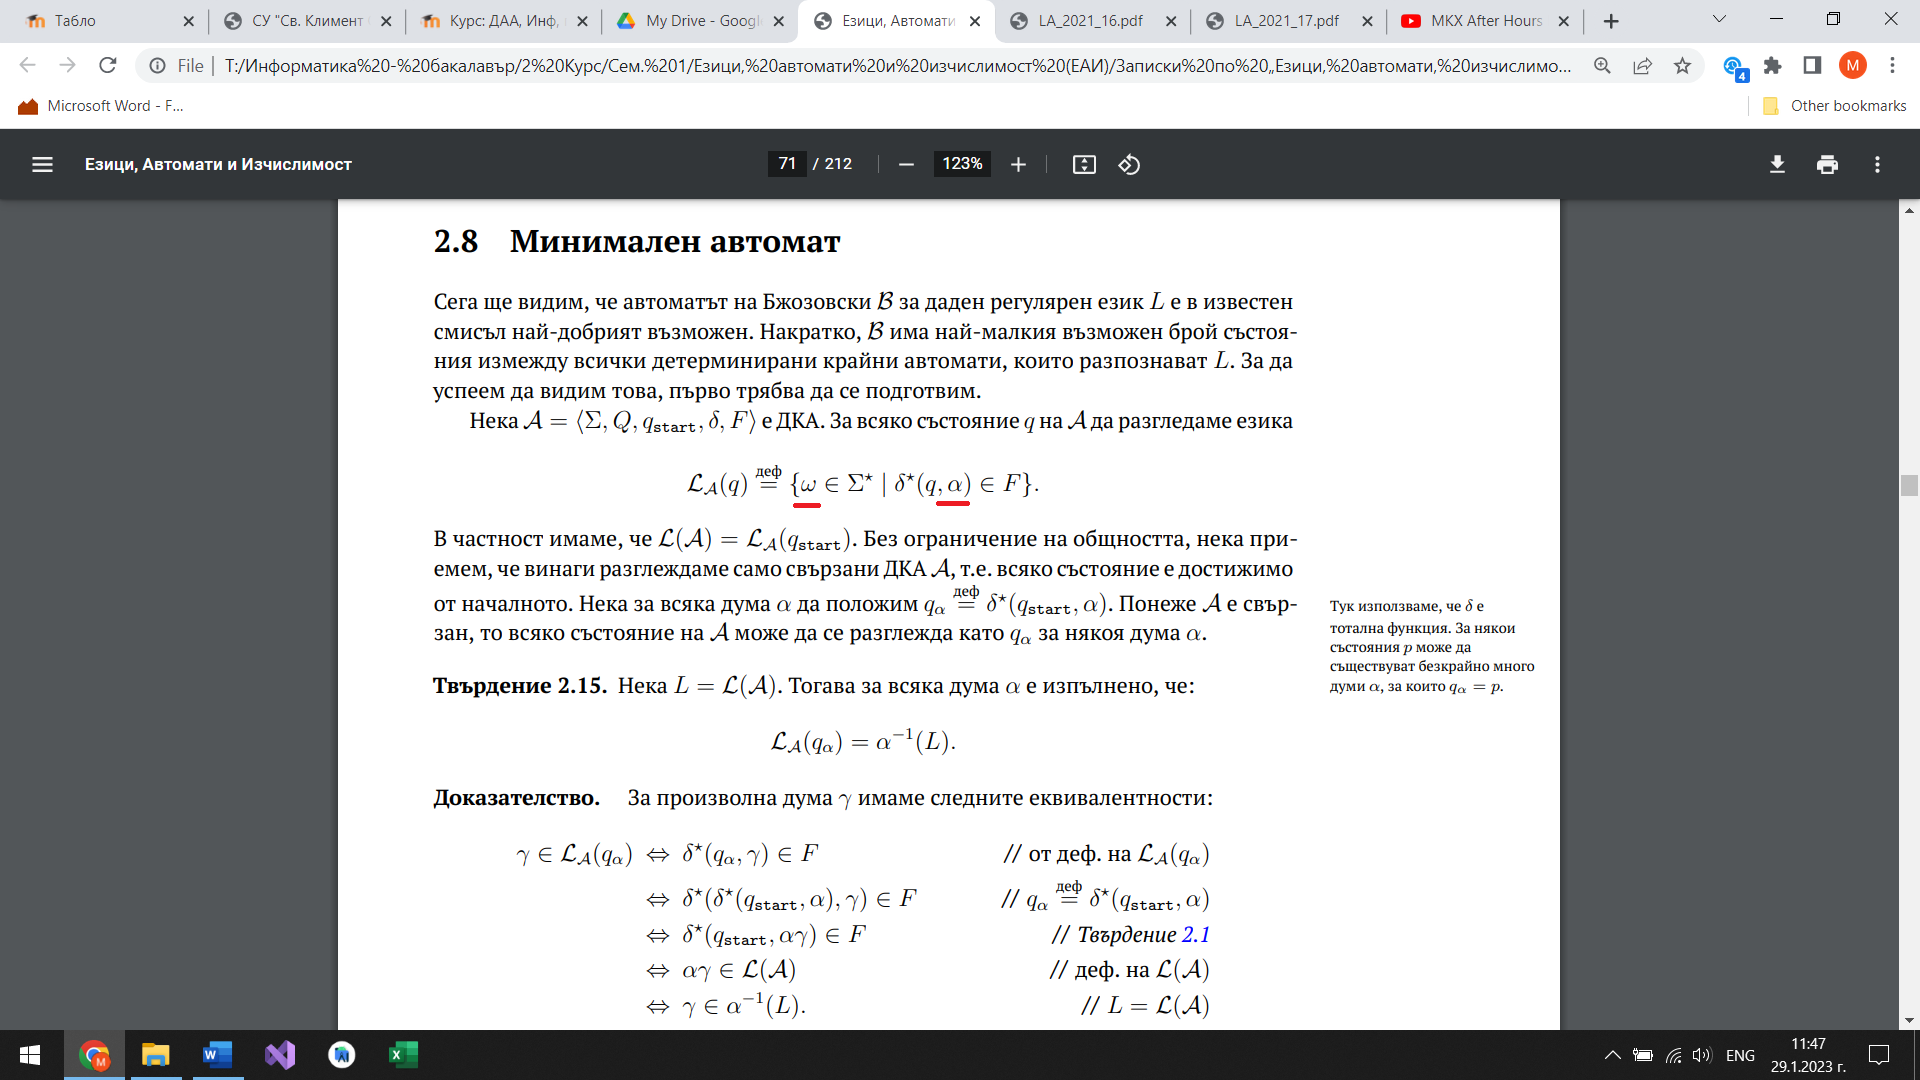 Табло
СУ "Св. Климент
Курс: ДАА, Инф,
My Drive - Google
Езици, Автомати
LA_2021_16.pdf
LA_2021_17.pdf
MKX After Hours
File
T:/Информатика%20-%20бакалавър/2%20Курс/Сем.%201/Езици,%20автомати%20и%20изчислимост%20(ЕАИ)/Записки%20по%20„Езици,%20автомати,%20изчислимо...
4
M
Microsoft Word - F...
Other bookmarks
Езици, Автомати и Изчислимост
71 / 212
123%
2.8 Минимален автомат
Сега ще видим, че автоматът на Бжозовски ℬ за даден регулярен език L е в известен
смисъл най-добрият възможен. Накратко, ℬ има най-малкия възможен брой състоя-
ния измежду всички детерминирани крайни автомати, които разпознават L. За да
успеем да видим това, първо трябва да се подготвим.
Нека 𝒜 = ⟨Σ, Q, q_start, δ, F⟩ е ДКА. За всяко състояние q на 𝒜 да разгледаме езика
ℒ_𝒜(q) деф= {ω ∈ Σ* | δ*(q, α) ∈ F}.
В частност имаме, че ℒ(𝒜) = ℒ_𝒜(q_start). Без ограничение на общността, нека при-
емем, че винаги разглеждаме само свързани ДКА 𝒜, т.е. всяко състояние е достижимо
от началното. Нека за всяка дума α да положим q_α деф= δ*(q_start, α). Понеже 𝒜 е свър-
зан, то всяко състояние на 𝒜 може да се разглежда като q_α за някоя дума α.
Тук използваме, че δ е
тотална функция. За някои
състояния p може да
съществуват безкрайно много
думи α, за които q_α = p.
Твърдение 2.15. Нека L = ℒ(𝒜). Тогава за всяка дума α е изпълнено, че:
ℒ_𝒜(q_α) = α⁻¹(L).
Доказателство. За произволна дума γ имаме следните еквивалентности:
γ ∈ ℒ_𝒜(q_α) ⇔ δ*(q_α, γ) ∈ F // от деф. на ℒ_𝒜(q_α)
⇔ δ*(δ*(q_start, α), γ) ∈ F // q_α деф= δ*(q_start, α)
⇔ δ*(q_start, αγ) ∈ F // Твърдение 2.1
⇔ αγ ∈ ℒ(𝒜) // деф. на ℒ(𝒜)
⇔ γ ∈ α⁻¹(L). // L = ℒ(𝒜)
ENG
11:47
29.1.2023 г.